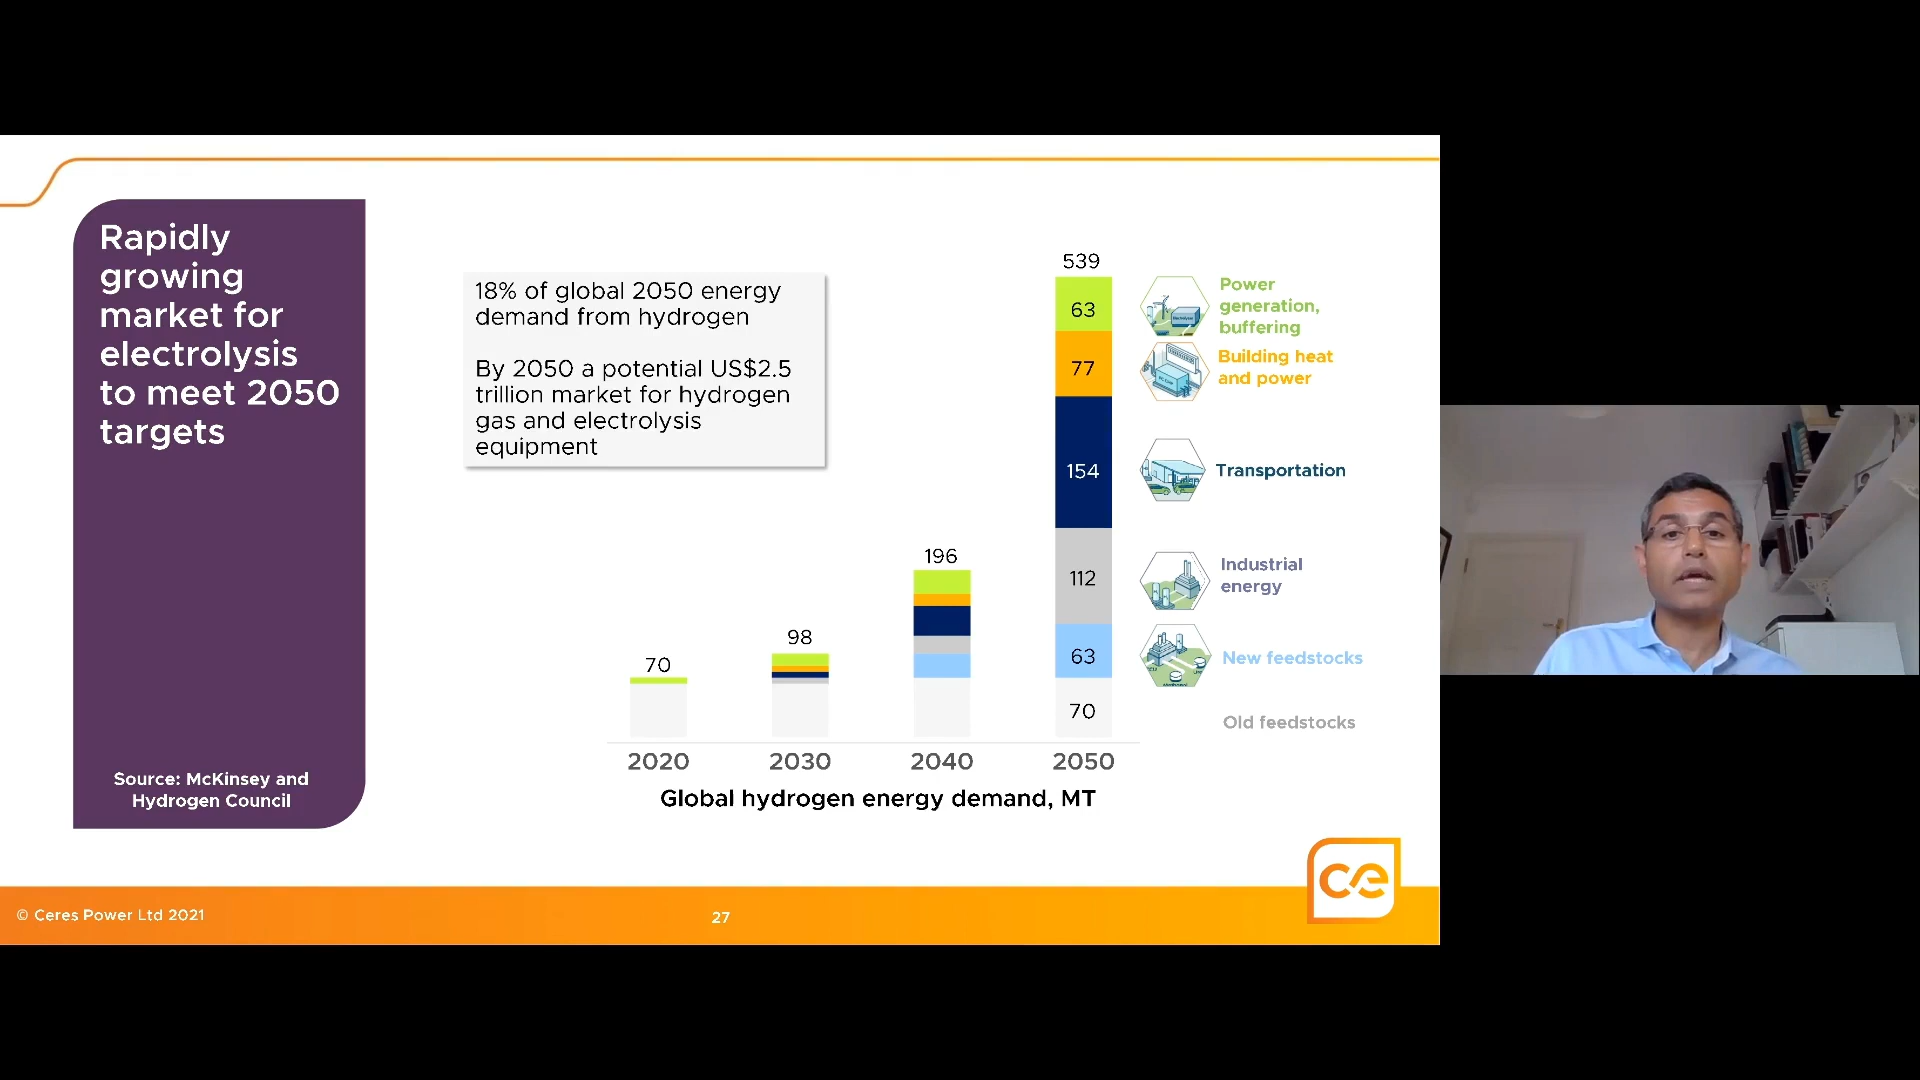 Rapidly
growing
market for
electrolysis
to meet 2050
targets
Source: McKinsey and
Hydrogen Council
18% of global 2050 energy
demand from hydrogen
By 2050 a potential US$2.5
trillion market for hydrogen
gas and electrolysis
equipment
70
98
196
539
63
77
154
112
63
70
Power
generation,
buffering
Building heat
and power
Transportation
Industrial
energy
New feedstocks
Old feedstocks
2020
2030
2040
2050
Global hydrogen energy demand, MT
© Ceres Power Ltd 2021
27
ce